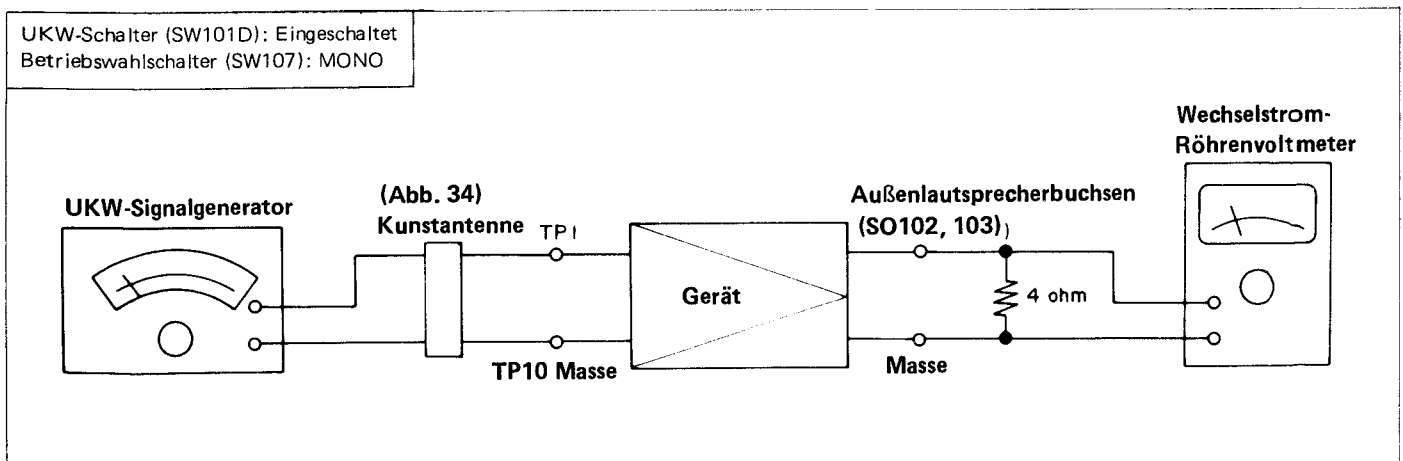 UKW-Schalter (SW101D): Eingeschaltet
Betriebswahlschalter (SW107): MONO
Wechselstrom-
Röhrenvoltmeter
(Abb. 34)
Kunstantenne
UKW-Signalgenerator
TP1
Außenlautsprecherbuchsen
(SO102, 103)
Gerät
4 ohm
TP10 Masse
Masse